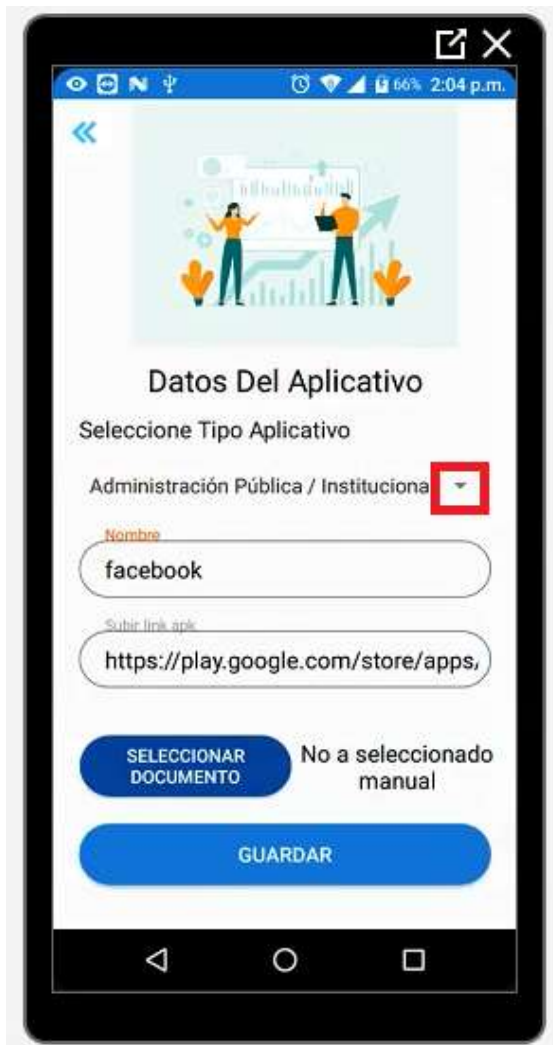 66% 2:04 p.m.
Datos Del Aplicativo
Seleccione Tipo Aplicativo
Administración Pública / Instituciona
Nombre
facebook
Subir link apk
https://play.google.com/store/apps/
SELECCIONAR
DOCUMENTO
No a seleccionado
manual
GUARDAR